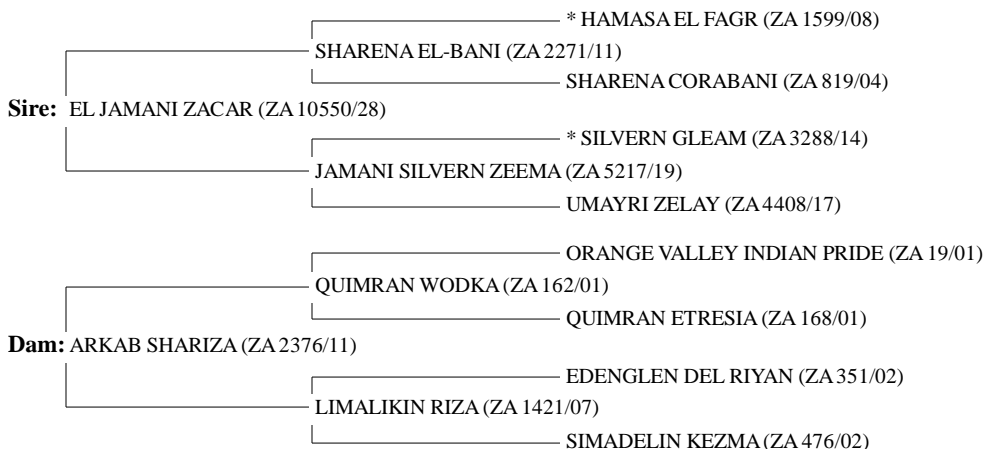 * HAMASA EL FAGR (ZA 1599/08)
SHARENA EL-BANI (ZA 2271/11)
SHARENA CORABANI (ZA 819/04)
Sire: EL JAMANI ZACAR (ZA 10550/28)
* SILVERN GLEAM (ZA 3288/14)
JAMANI SILVERN ZEEMA (ZA 5217/19)
UMAYRI ZELAY (ZA 4408/17)
ORANGE VALLEY INDIAN PRIDE (ZA 19/01)
QUIMRAN WODKA (ZA 162/01)
QUIMRAN ETRESIA (ZA 168/01)
Dam: ARKAB SHARIZA (ZA 2376/11)
EDENGLEN DEL RIYAN (ZA 351/02)
LIMALIKIN RIZA (ZA 1421/07)
SIMADELIN KEZMA (ZA 476/02)